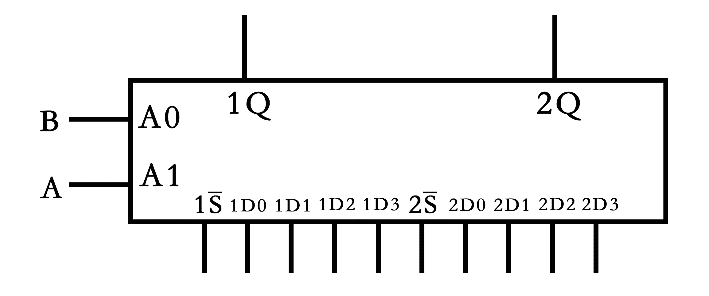 1Q 2Q
B A0
A A1
1S̅ 1D0 1D1 1D2 1D3 2S̅ 2D0 2D1 2D2 2D3